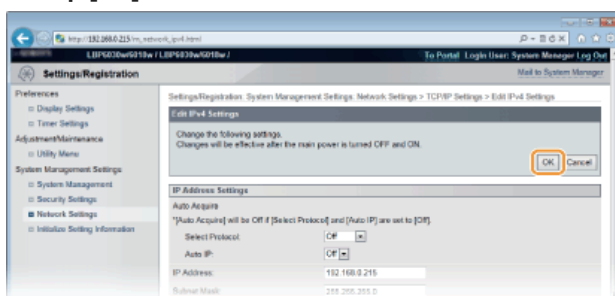 http://192.168.0.215/m_network_ipv4.html
LBP6030w/6018w / LBP6030w/6018w /
To Portal Login User: System Manager Log Out
Settings/Registration
Mail to System Manager
Preferences
Display Settings
Timer Settings
Adjustment/Maintenance
Utility Menu
System Management Settings
System Management
Security Settings
Network Settings
Initialize Setting Information
Settings/Registration: System Management Settings: Network Settings > TCP/IP Settings > Edit IPv4 Settings
Edit IPv4 Settings
Change the following settings.
Changes will be effective after the main power is turned OFF and ON.
OK Cancel
IP Address Settings
Auto Acquire
*[Auto Acquire] will be Off if [Select Protocol] and [Auto IP] are set to [Off].
Select Protocol: Off
Auto IP: Off
IP Address: 192.168.0.215
Subnet Mask: 255.255.255.0